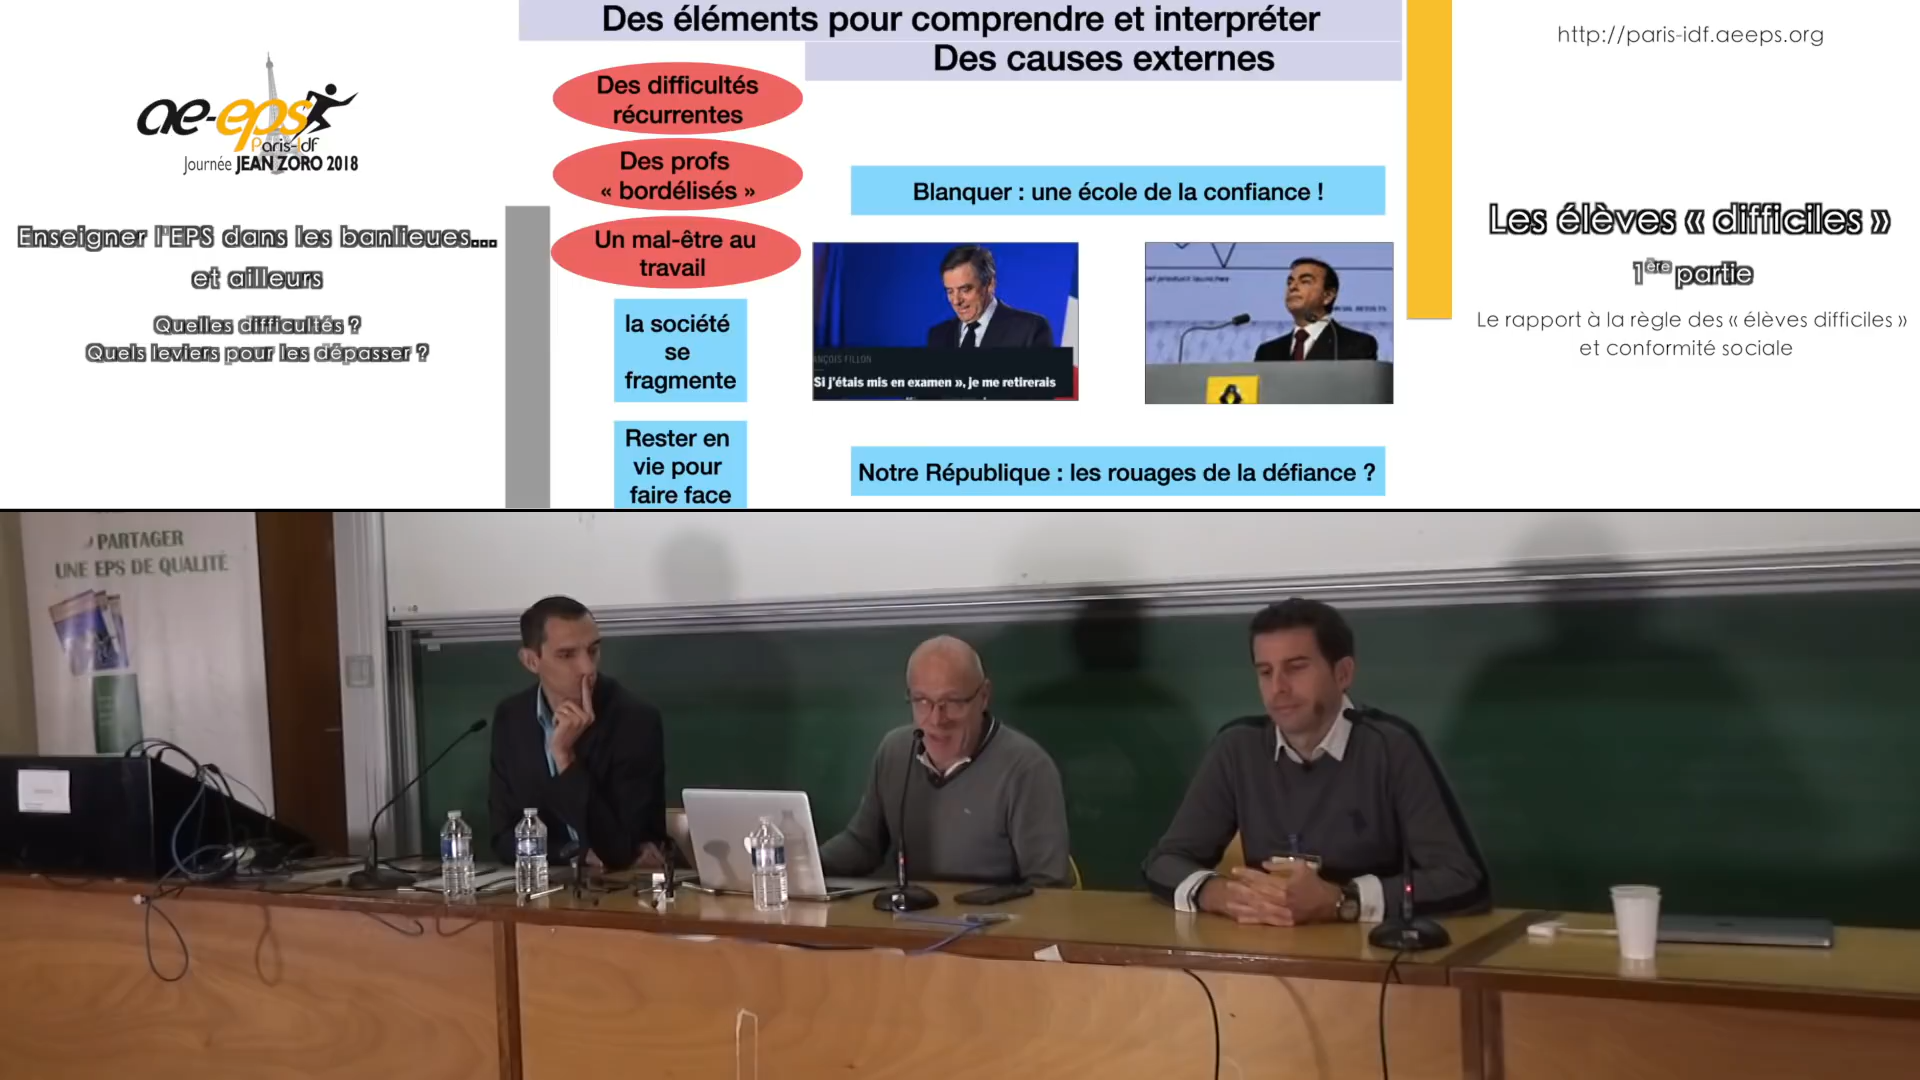 ae-eps
Paris-Idf
Journée JEAN ZORO 2018
Enseigner l'EPS dans les banlieues...
et ailleurs
Quelles difficultés ?
Quels leviers pour les dépasser ?
Des éléments pour comprendre et interpréter
Des causes externes
Des difficultés
récurrentes
Des profs
« bordélisés »
Un mal-être au
travail
la société
se
fragmente
Rester en
vie pour
faire face
Blanquer : une école de la confiance !
ANÇOIS FILLON
Si j'étais mis en examen », je me retirerais
Notre République : les rouages de la défiance ?
http://paris-idf.aeeps.org
Les élèves « difficiles »
1ère partie
Le rapport à la règle des « élèves difficiles »
et conformité sociale
PARTAGER
UNE EPS DE QUALITÉ